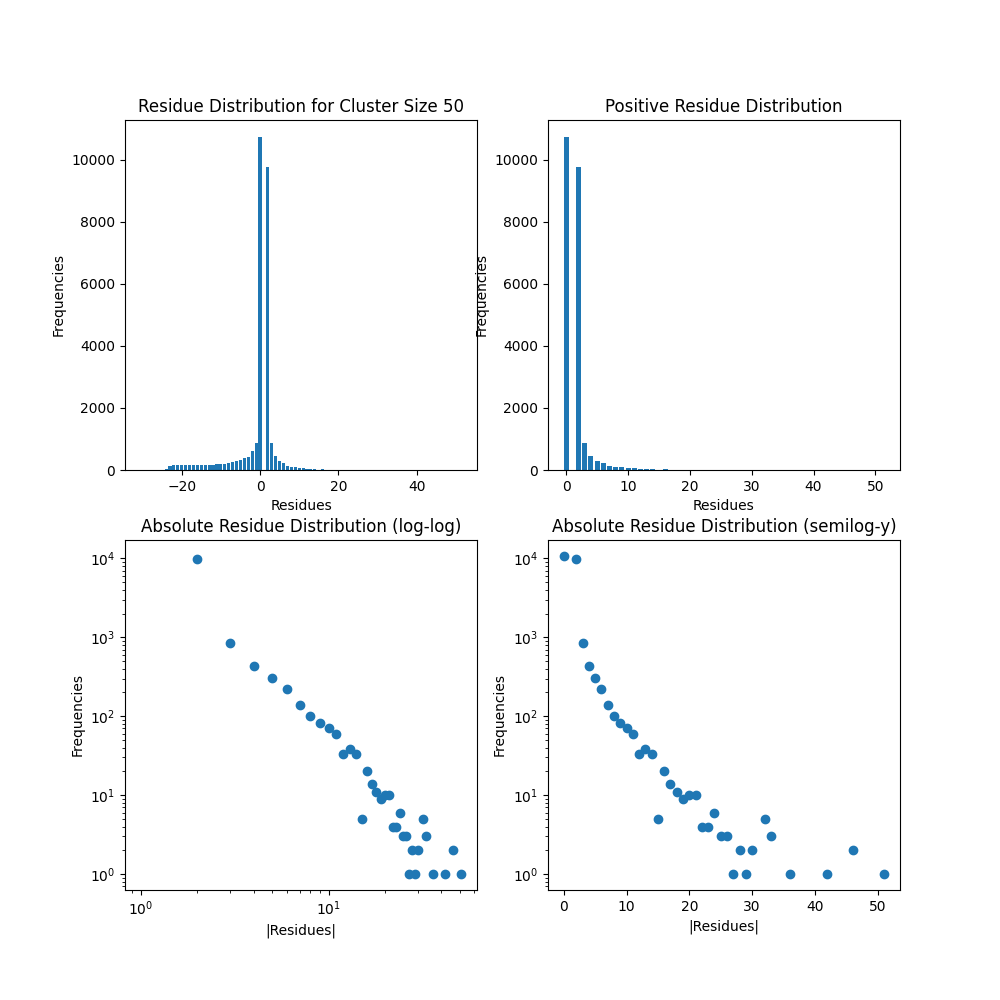 Residue Distribution for Cluster Size 50
Frequencies
10000
8000
6000
4000
2000
0
−20 0 20 40
Residues
Positive Residue Distribution
Frequencies
10000
8000
6000
4000
2000
0
0 10 20 30 40 50
Residues
Absolute Residue Distribution (log-log)
Frequencies
10⁴
10³
10²
10¹
10⁰
10⁰ 10¹
|Residues|
Absolute Residue Distribution (semilog-y)
Frequencies
10⁴
10³
10²
10¹
10⁰
0 10 20 30 40 50
|Residues|